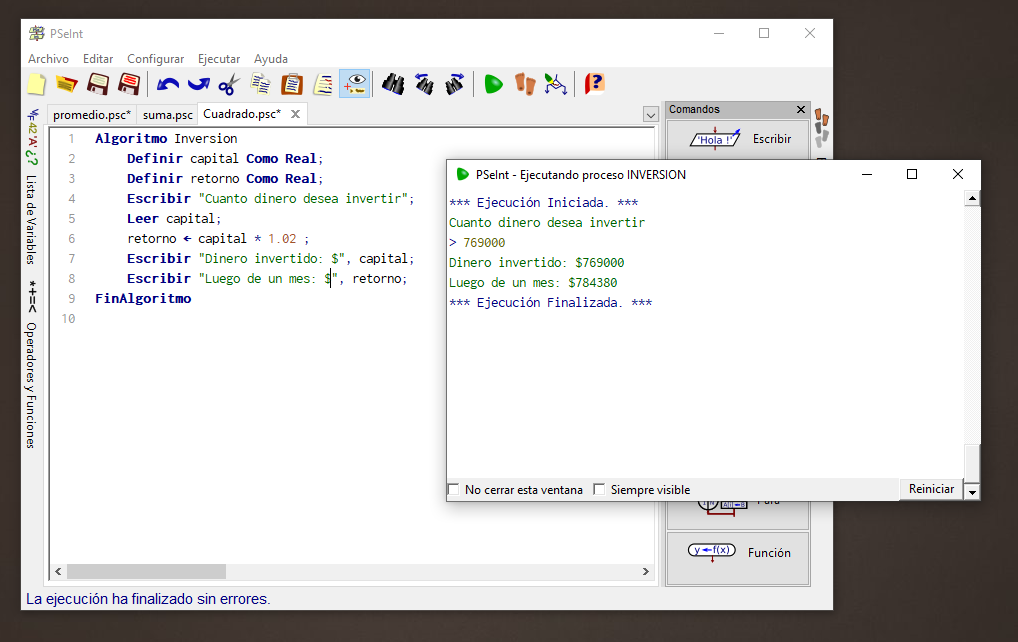 PSeInt
Archivo Editar Configurar Ejecutar Ayuda
promedio.psc* suma.psc Cuadrado.psc*
Comandos
'Hola !' Escribir
1 Algoritmo Inversion
2 Definir capital Como Real;
3 Definir retorno Como Real;
4 Escribir "Cuanto dinero desea invertir";
5 Leer capital;
6 retorno ← capital * 1.02 ;
7 Escribir "Dinero invertido: $", capital;
8 Escribir "Luego de un mes: $", retorno;
9 FinAlgoritmo
10
42 'A' ¿?
Lista de Variables
*+=<
Operadores y Funciones
PSeInt - Ejecutando proceso INVERSION
*** Ejecución Iniciada. ***
Cuanto dinero desea invertir
> 769000
Dinero invertido: $769000
Luego de un mes: $784380
*** Ejecución Finalizada. ***
No cerrar esta ventana Siempre visible Reiniciar
Para
y←f(x) Función
La ejecución ha finalizado sin errores.